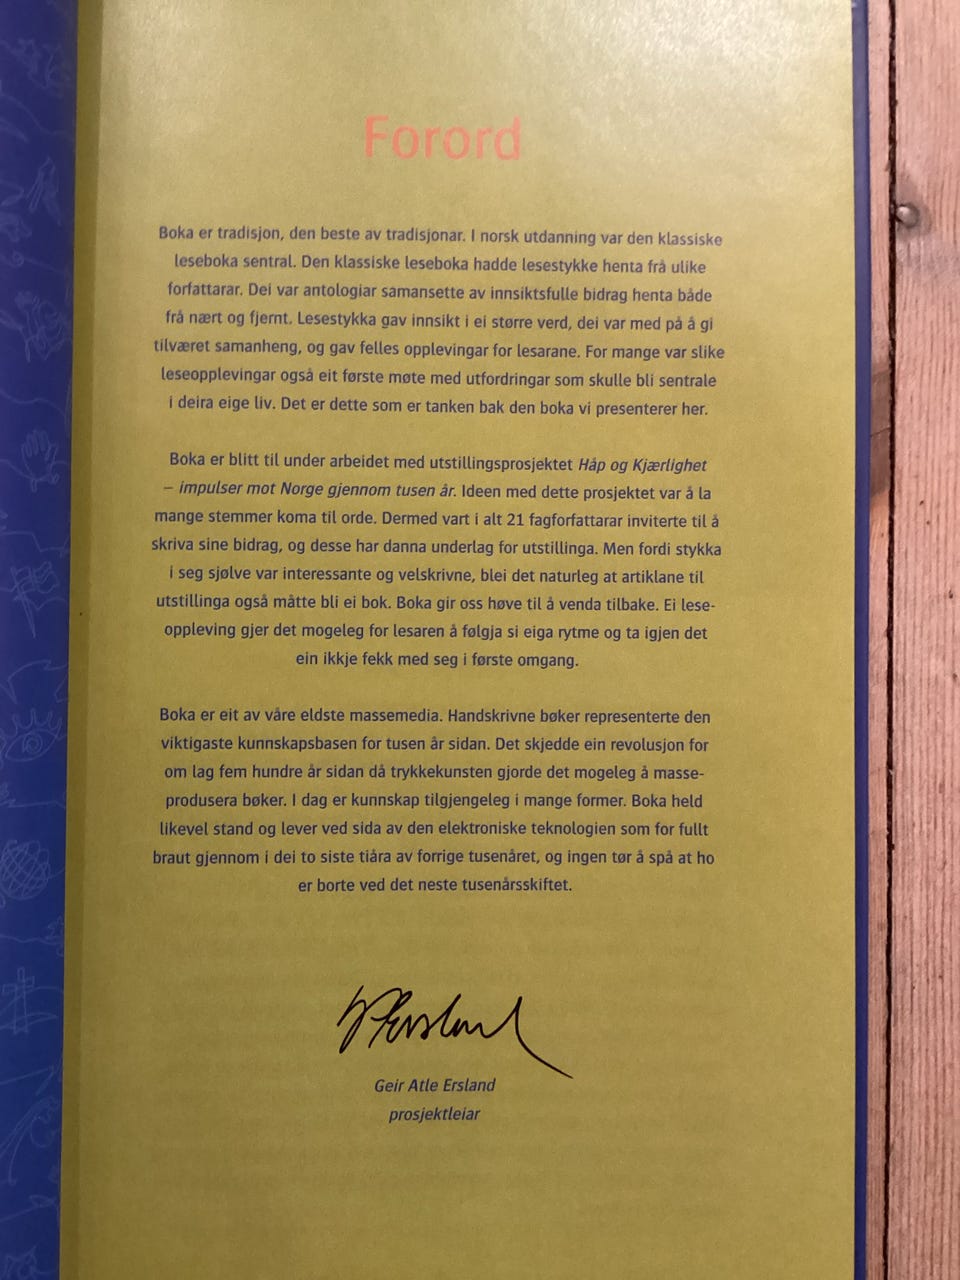 Forord
Boka er tradisjon, den beste av tradisjonar. I norsk utdanning var den klassiske
leseboka sentral. Den klassiske leseboka hadde lesestykke henta frå ulike
forfattarar. Dei var antologiar samansette av innsiktsfulle bidrag henta både
frå nært og fjernt. Lesestykka gav innsikt i ei større verd, dei var med på å gi
tilværet samanheng, og gav felles opplevingar for lesarane. For mange var slike
leseopplevingar også eit første møte med utfordringar som skulle bli sentrale
i deira eige liv. Det er dette som er tanken bak den boka vi presenterer her.
Boka er blitt til under arbeidet med utstillingsprosjektet Håp og Kjærlighet
– impulser mot Norge gjennom tusen år. Ideen med dette prosjektet var å la
mange stemmer koma til orde. Dermed vart i alt 21 fagforfattarar inviterte til å
skriva sine bidrag, og desse har danna underlag for utstillinga. Men fordi stykka
i seg sjølve var interessante og velskrivne, blei det naturleg at artiklane til
utstillinga også måtte bli ei bok. Boka gir oss høve til å venda tilbake. Ei lese-
oppleving gjer det mogeleg for lesaren å følgja si eiga rytme og ta igjen det
ein ikkje fekk med seg i første omgang.
Boka er eit av våre eldste massemedia. Handskrivne bøker representerte den
viktigaste kunnskapsbasen for tusen år sidan. Det skjedde ein revolusjon for
om lag fem hundre år sidan då trykkekunsten gjorde det mogeleg å masse-
produsera bøker. I dag er kunnskap tilgjengeleg i mange former. Boka held
likevel stand og lever ved sida av den elektroniske teknologien som for fullt
braut gjennom i dei to siste tiåra av forrige tusenåret, og ingen tør å spå at ho
er borte ved det neste tusenårsskiftet.
Geir Atle Ersland
prosjektleiar